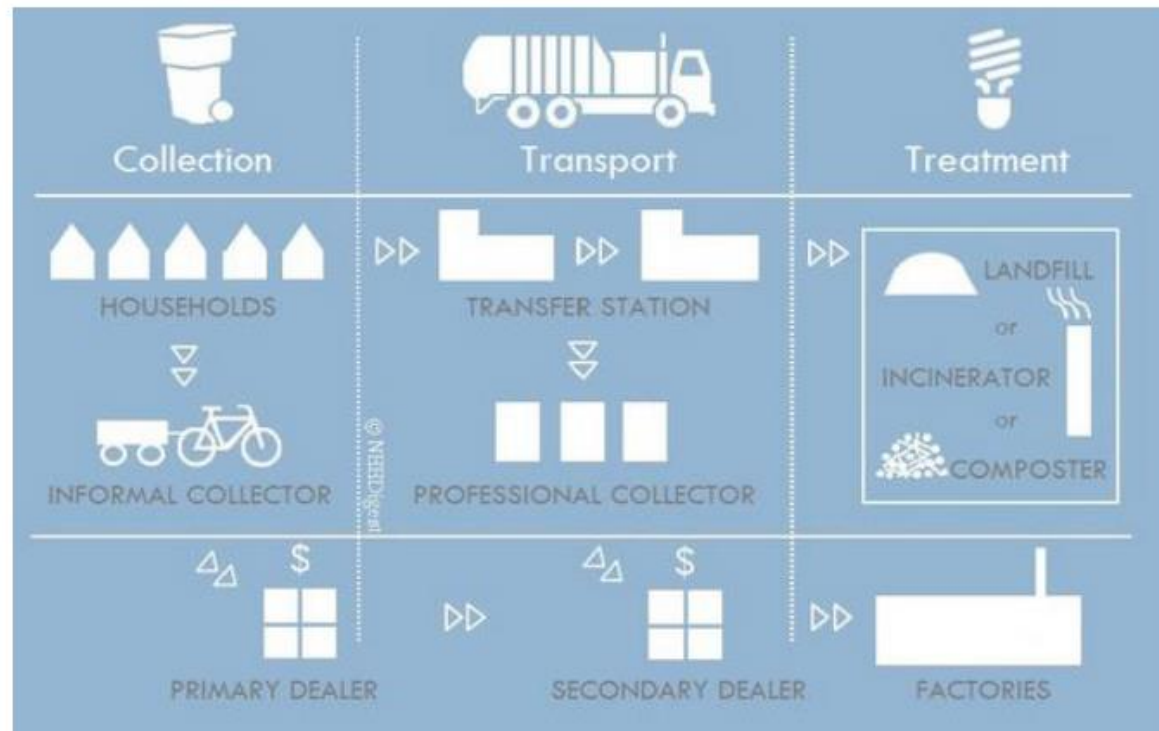 Collection
Transport
Treatment
HOUSEHOLDS
TRANSFER STATION
LANDFILL
or
INCINERATOR
or
COMPOSTER
INFORMAL COLLECTOR
PROFESSIONAL COLLECTOR
© NHRDigest
$
$
PRIMARY DEALER
SECONDARY DEALER
FACTORIES